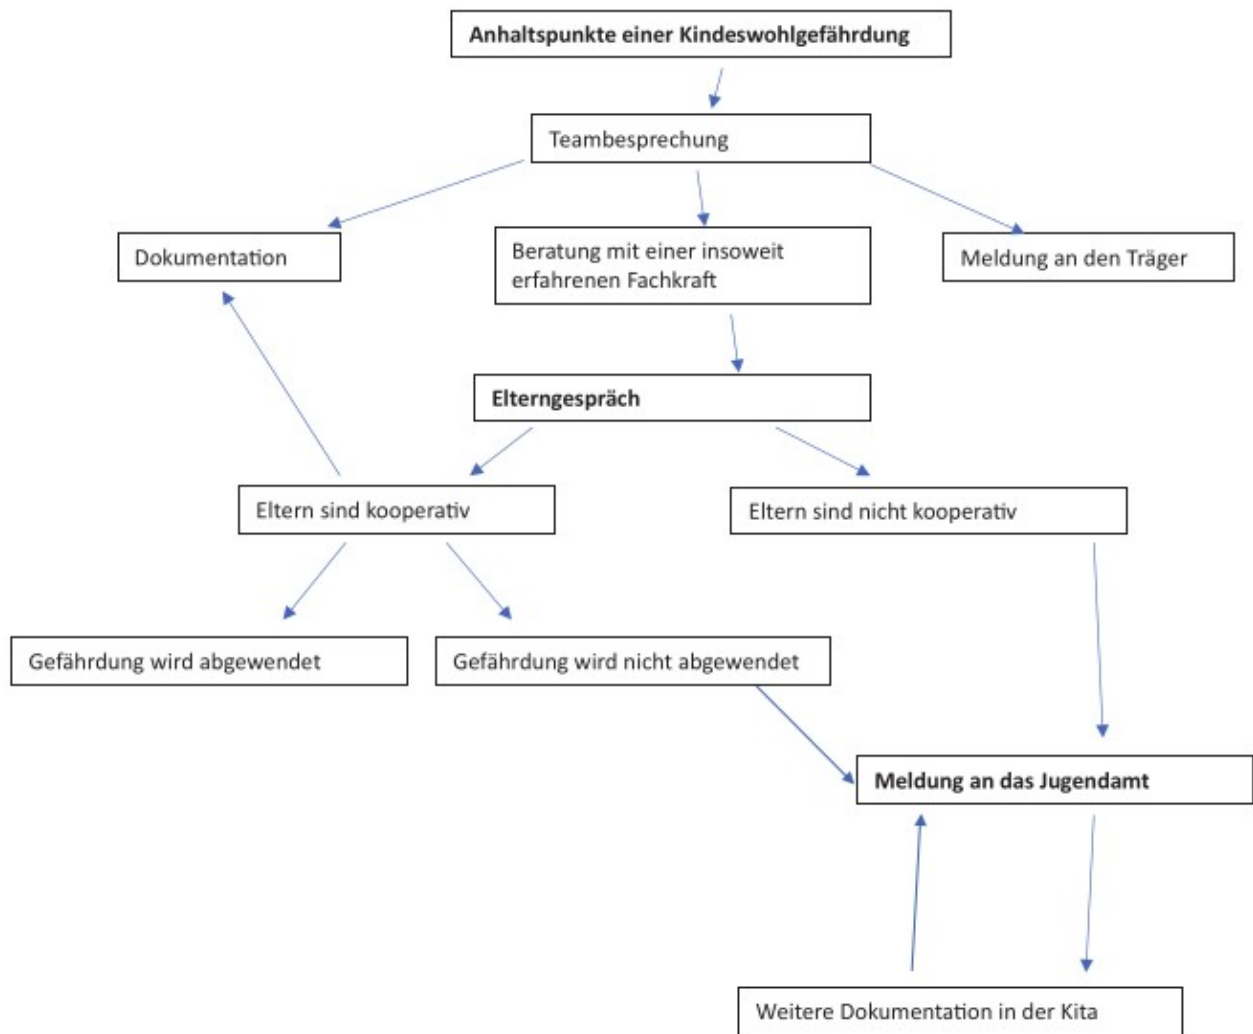 Anhaltspunkte einer Kindeswohlgefährdung
Teambesprechung
Dokumentation
Beratung mit einer insoweit
erfahrenen Fachkraft
Meldung an den Träger
Elterngespräch
Eltern sind kooperativ
Eltern sind nicht kooperativ
Gefährdung wird abgewendet
Gefährdung wird nicht abgewendet
Meldung an das Jugendamt
Weitere Dokumentation in der Kita